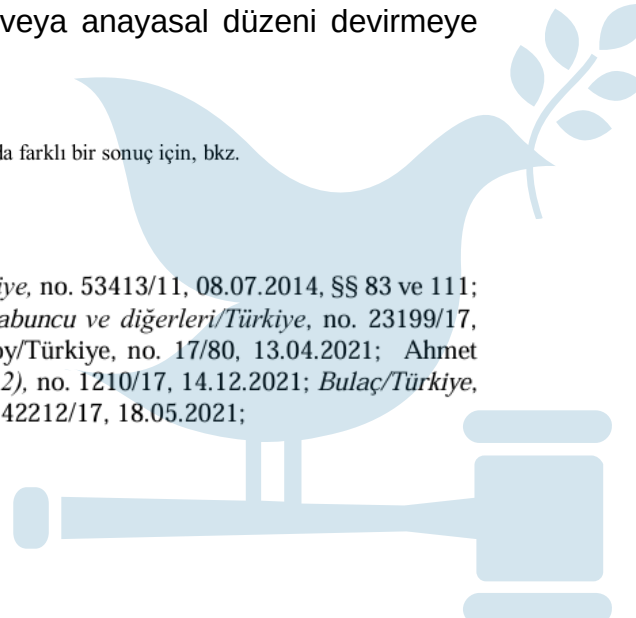 veya anayasal düzeni devirmeye
da farklı bir sonuç için, bkz.
iye, no. 53413/11, 08.07.2014, §§ 83 ve 111;
abuncu ve diğerleri/Türkiye, no. 23199/17,
oy/Türkiye, no. 17/80, 13.04.2021; Ahmet
2), no. 1210/17, 14.12.2021; Bulaç/Türkiye,
42212/17, 18.05.2021;